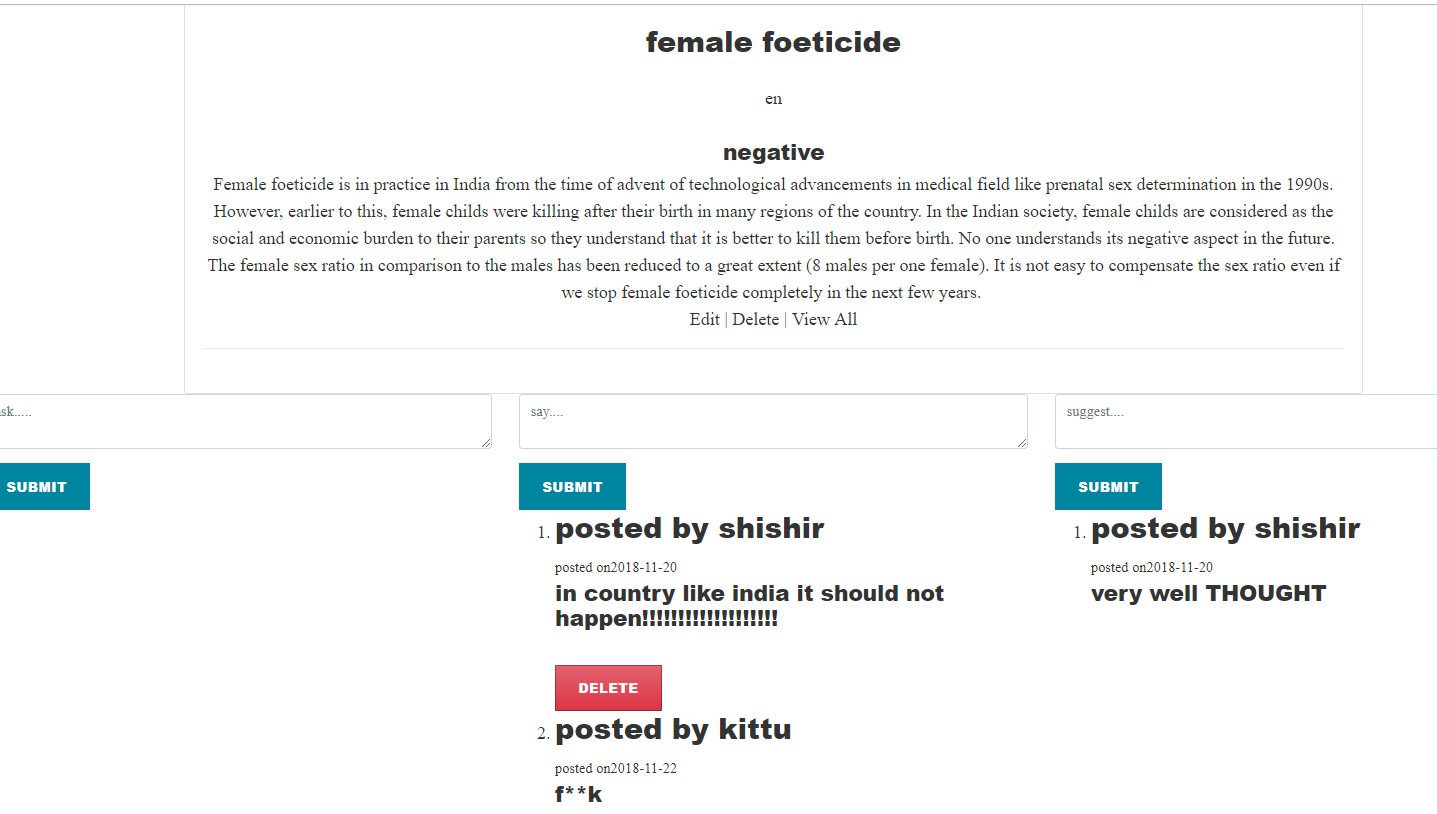 female foeticide
en
negative
Female foeticide is in practice in India from the time of advent of technological advancements in medical field like prenatal sex determination in the 1990s.
However, earlier to this, female childs were killing after their birth in many regions of the country. In the Indian society, female childs are considered as the
social and economic burden to their parents so they understand that it is better to kill them before birth. No one understands its negative aspect in the future.
The female sex ratio in comparison to the males has been reduced to a great extent (8 males per one female). It is not easy to compensate the sex ratio even if
we stop female foeticide completely in the next few years.
Edit | Delete | View All
sk.....
SUBMIT
say....
SUBMIT
1. posted by shishir
posted on2018-11-20
in country like india it should not
happen!!!!!!!!!!!!!!!!!!!
DELETE
2. posted by kittu
posted on2018-11-22
f**k
suggest....
SUBMIT
1. posted by shishir
posted on2018-11-20
very well THOUGHT